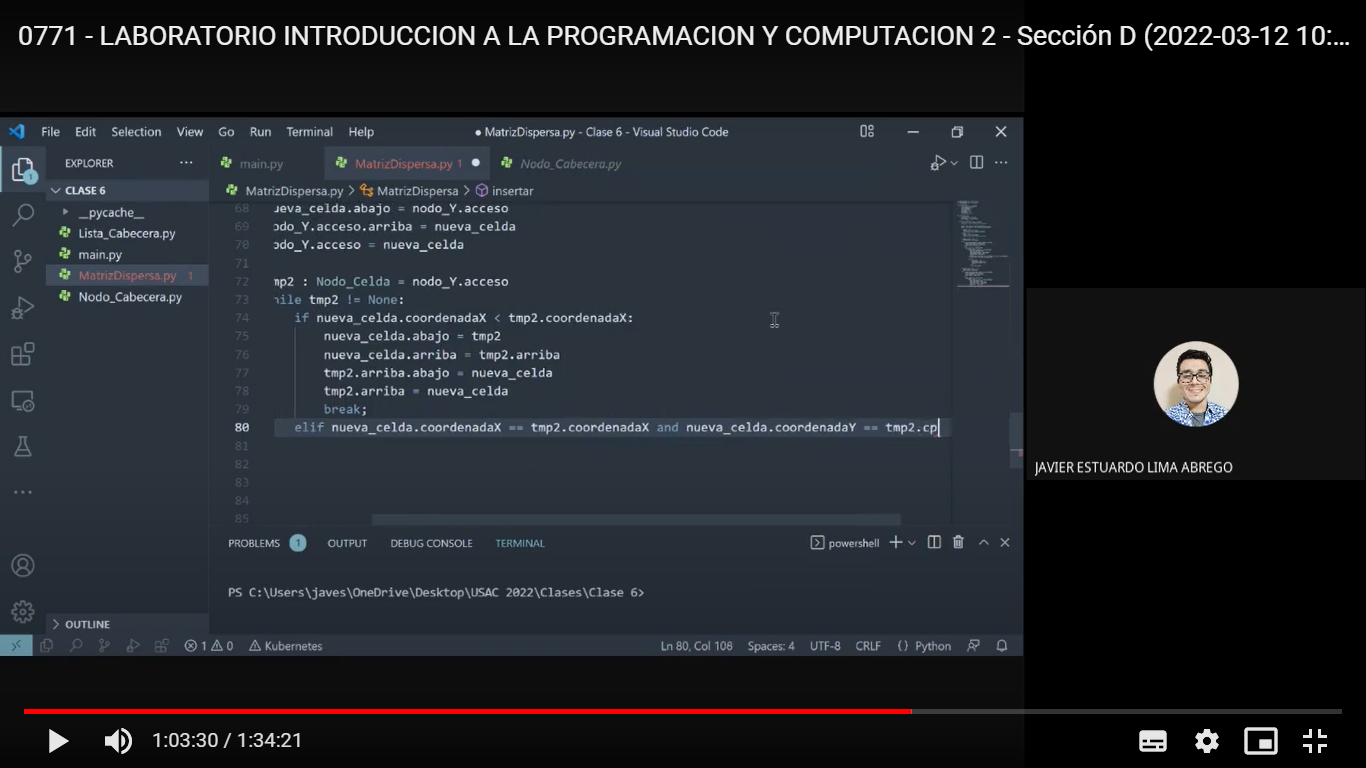 0771 - LABORATORIO INTRODUCCION A LA PROGRAMACION Y COMPUTACION 2 - Sección D (2022-03-12 10:...
File Edit Selection View Go Run Terminal Help
● MatrizDispersa.py - Clase 6 - Visual Studio Code
EXPLORER ...
main.py
MatrizDispersa.py 1 ●
Nodo_Cabecera.py
CLASE 6
MatrizDispersa.py > MatrizDispersa > insertar
__pycache__
Lista_Cabecera.py
main.py
MatrizDispersa.py 1
Nodo_Cabecera.py
68 ueva_celda.abajo = nodo_Y.acceso
69 odo_Y.acceso.arriba = nueva_celda
70 odo_Y.acceso = nueva_celda
71
72 mp2 : Nodo_Celda = nodo_Y.acceso
73 hile tmp2 != None:
74 if nueva_celda.coordenadaX < tmp2.coordenadaX:
75 nueva_celda.abajo = tmp2
76 nueva_celda.arriba = tmp2.arriba
77 tmp2.arriba.abajo = nueva_celda
78 tmp2.arriba = nueva_celda
79 break;
80 elif nueva_celda.coordenadaX == tmp2.coordenadaX and nueva_celda.coordenadaY == tmp2.cp
81
82
83
84
85
PROBLEMS 1 OUTPUT DEBUG CONSOLE TERMINAL
powershell
PS C:\Users\javes\OneDrive\Desktop\USAC 2022\Clases\Clase 6>
OUTLINE
1 0 Kubernetes
Ln 80, Col 106 Spaces: 4 UTF-8 CRLF {} Python
JAVIER ESTUARDO LIMA ABREGO
1:03:30 / 1:34:21